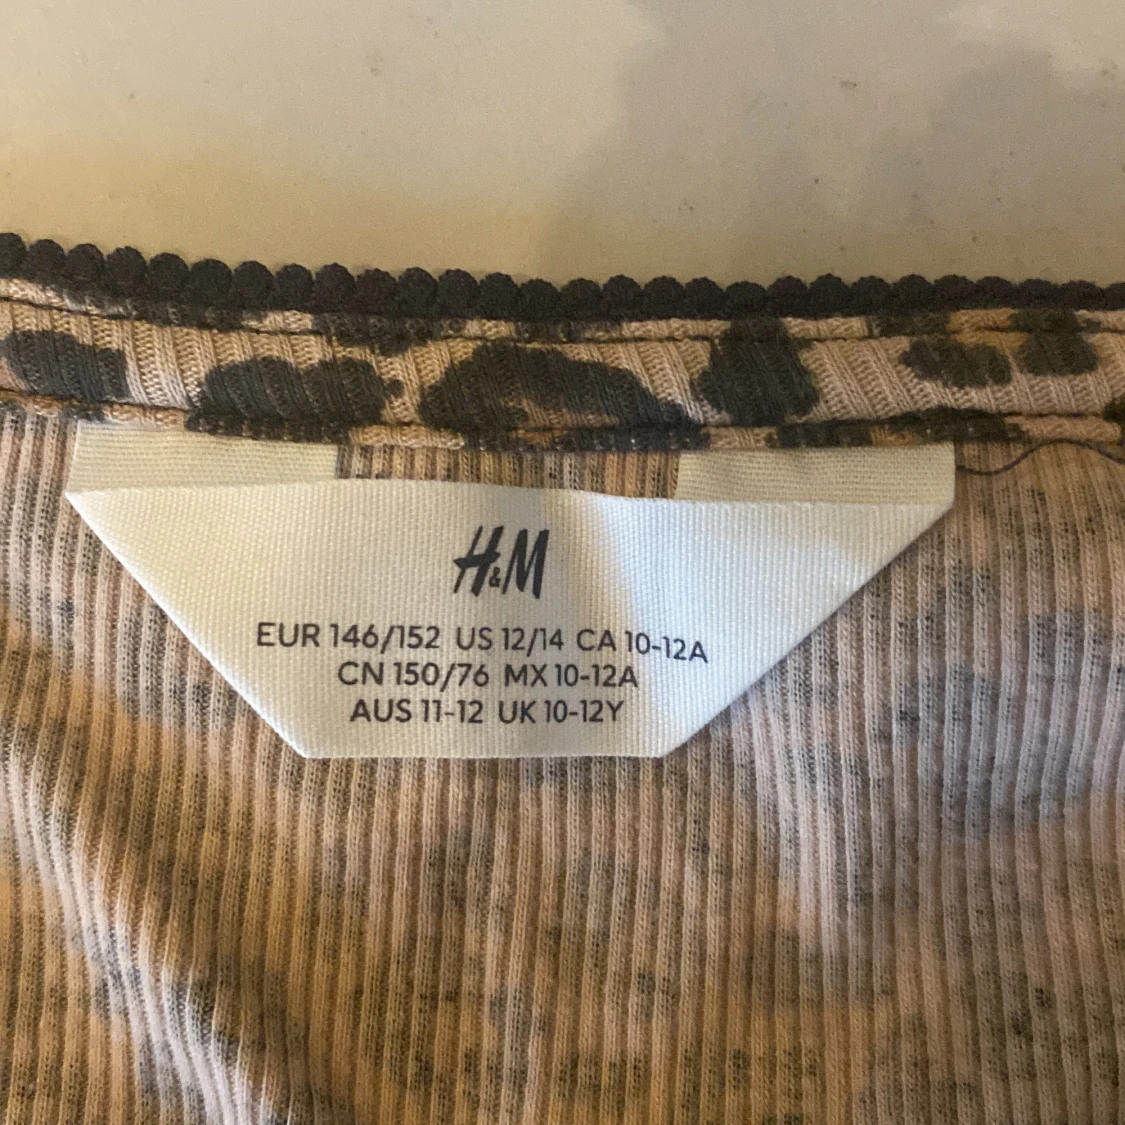 H&M
EUR 146/152 US 12/14 CA 10-12A
CN 150/76 MX 10-12A
AUS 11-12 UK 10-12Y